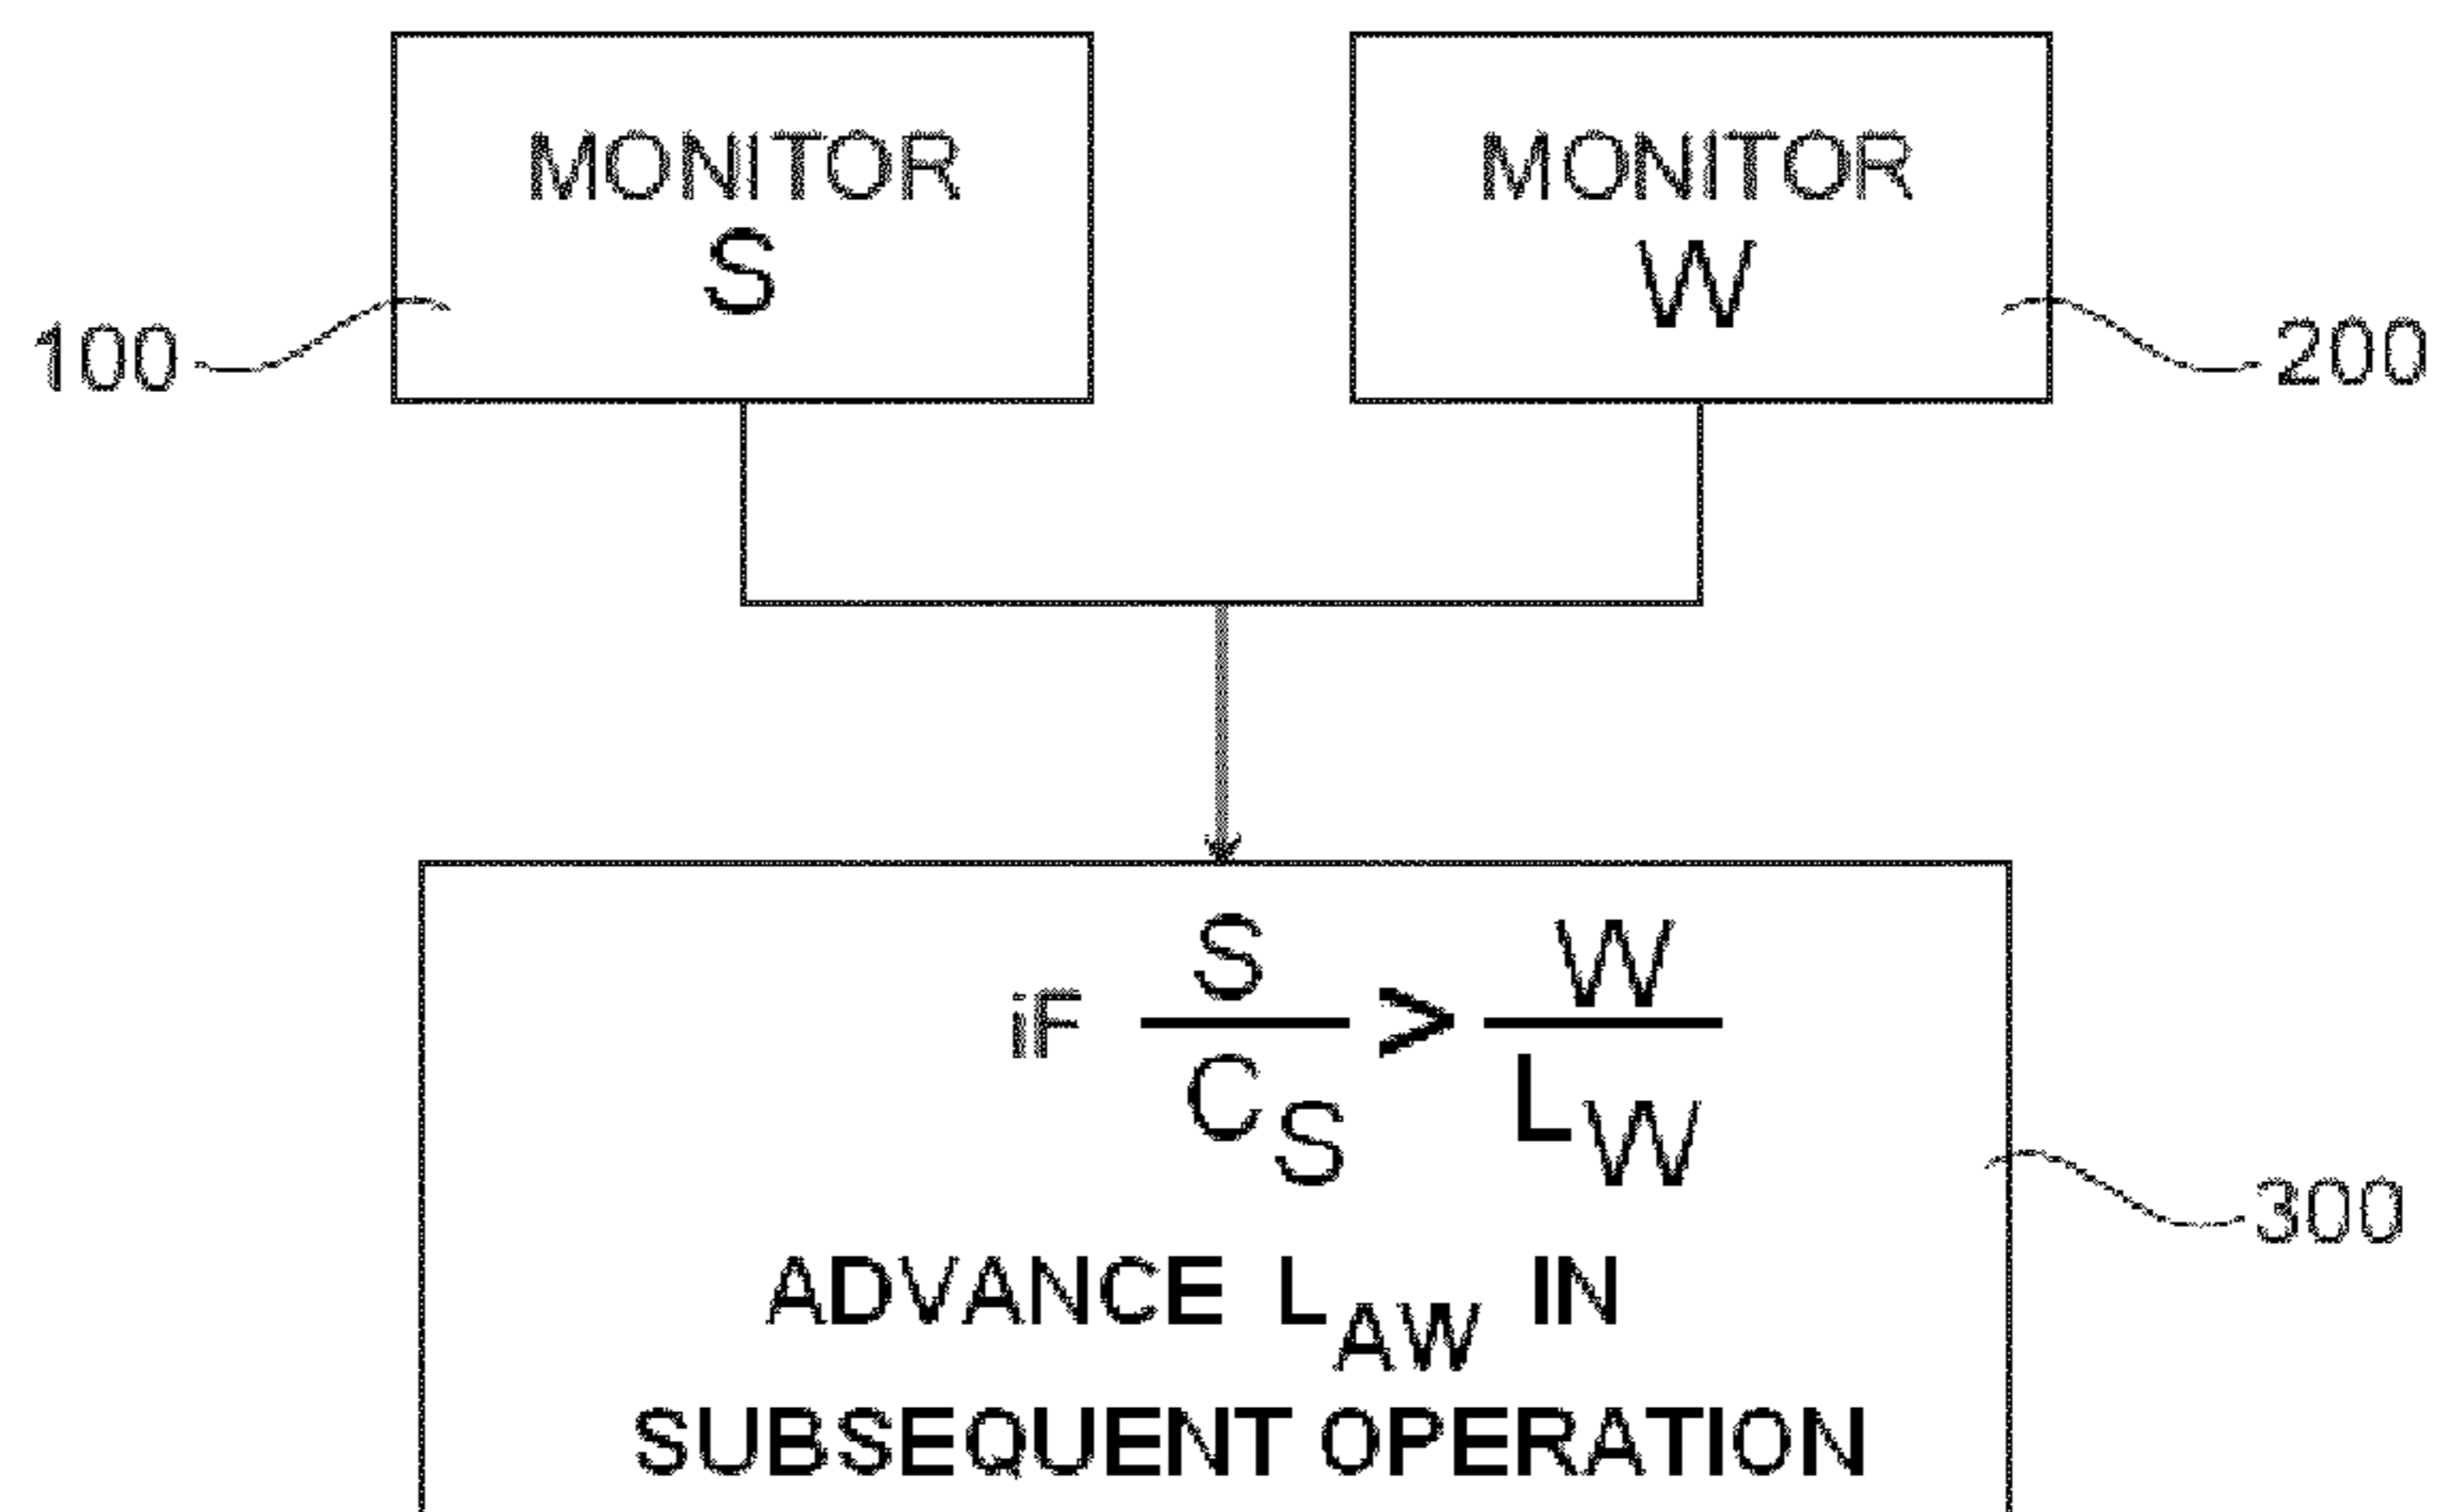 MONITOR
S
100
MONITOR
W
200
iF S/C_S > W/L_W
300
ADVANCE L_AW IN
SUBSEQUENT OPERATION